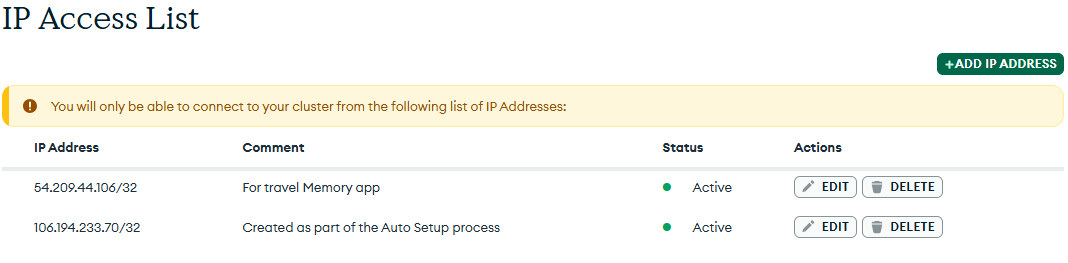 IP Access List
+ADD IP ADDRESS
You will only be able to connect to your cluster from the following list of IP Addresses:
IP Address Comment Status Actions
54.209.44.106/32 For travel Memory app Active EDIT DELETE
106.194.233.70/32 Created as part of the Auto Setup process Active EDIT DELETE